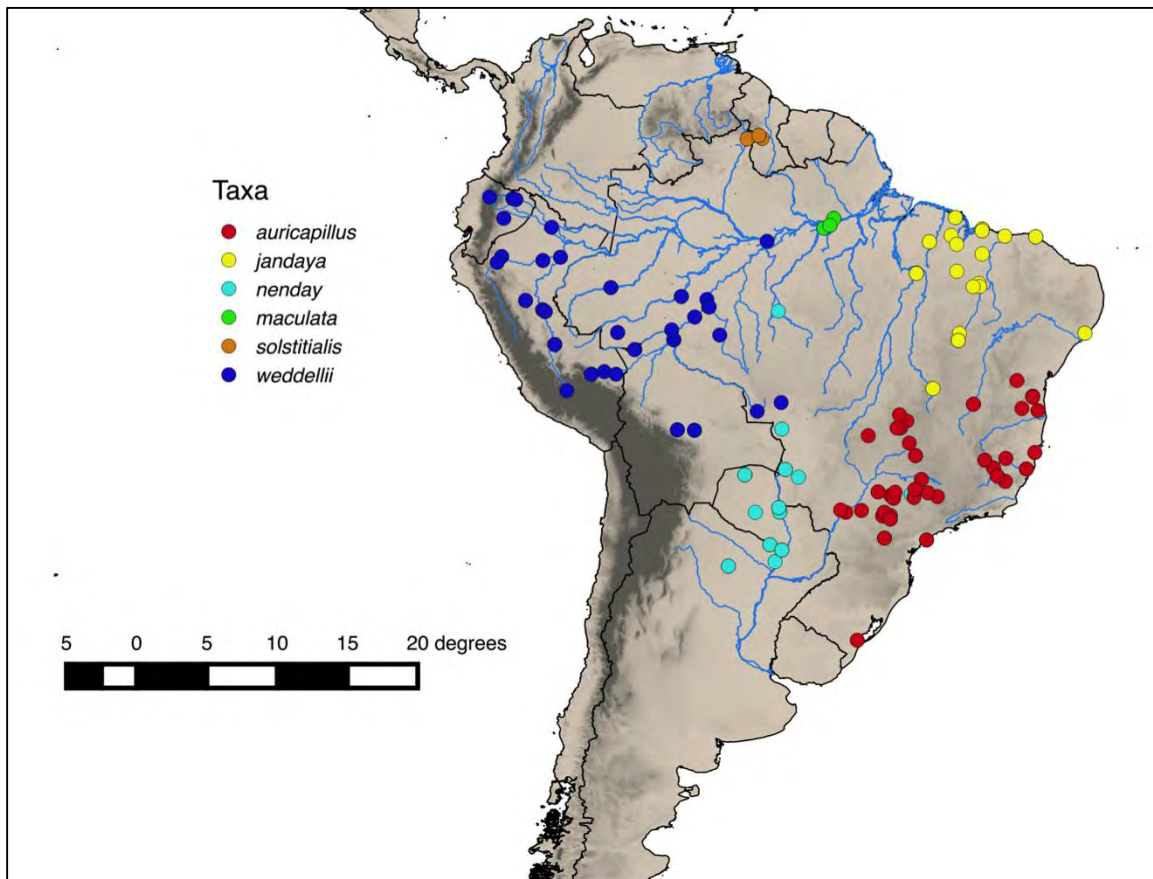 Taxa
auricapillus
jandaya
nenday
maculata
solstitialis
weddellii
5 0 5 10 15 20 degrees